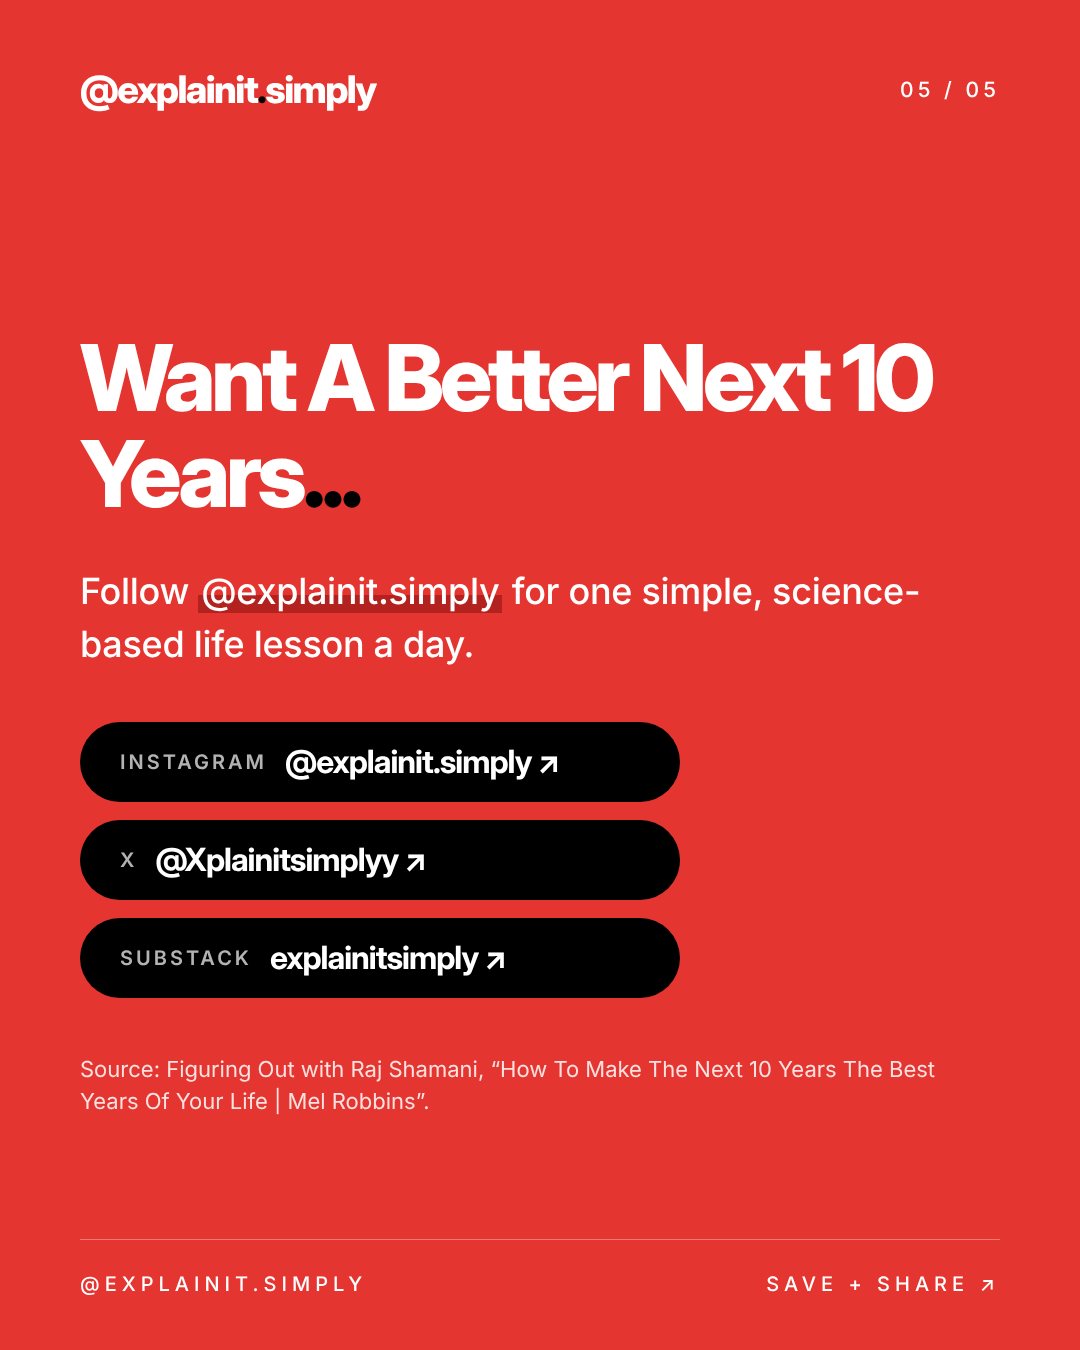 @explainit.simply
05 / 05
Want A Better Next 10
Years...
Follow @explainit.simply for one simple, science-
based life lesson a day.
INSTAGRAM @explainit.simply ↗
X @Xplainitsimplyy ↗
SUBSTACK explainitsimply ↗
Source: Figuring Out with Raj Shamani, “How To Make The Next 10 Years The Best
Years Of Your Life | Mel Robbins”.
@EXPLAINIT.SIMPLY
SAVE + SHARE ↗